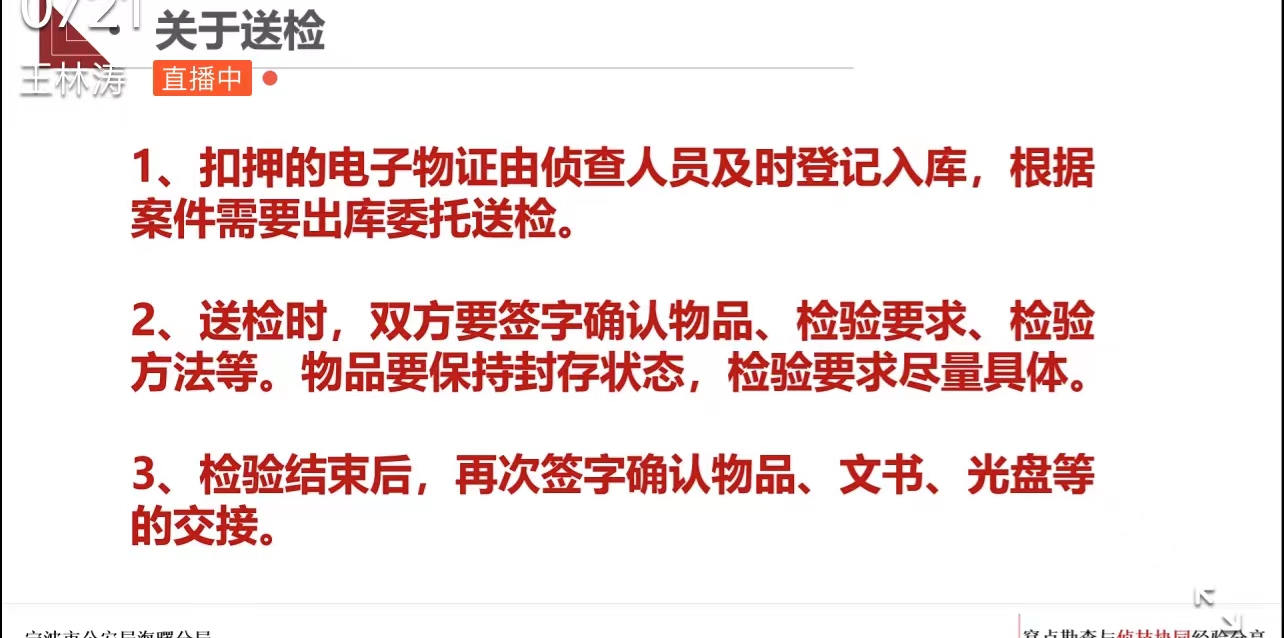 关于送检
王林涛
直播中
1、扣押的电子物证由侦查人员及时登记入库，根据
案件需要出库委托送检。
2、送检时，双方要签字确认物品、检验要求、检验
方法等。物品要保持封存状态，检验要求尽量具体。
3、检验结束后，再次签字确认物品、文书、光盘等
的交接。
宁波市公安局海曙分局
窝点勘查与侦技协同经验分享